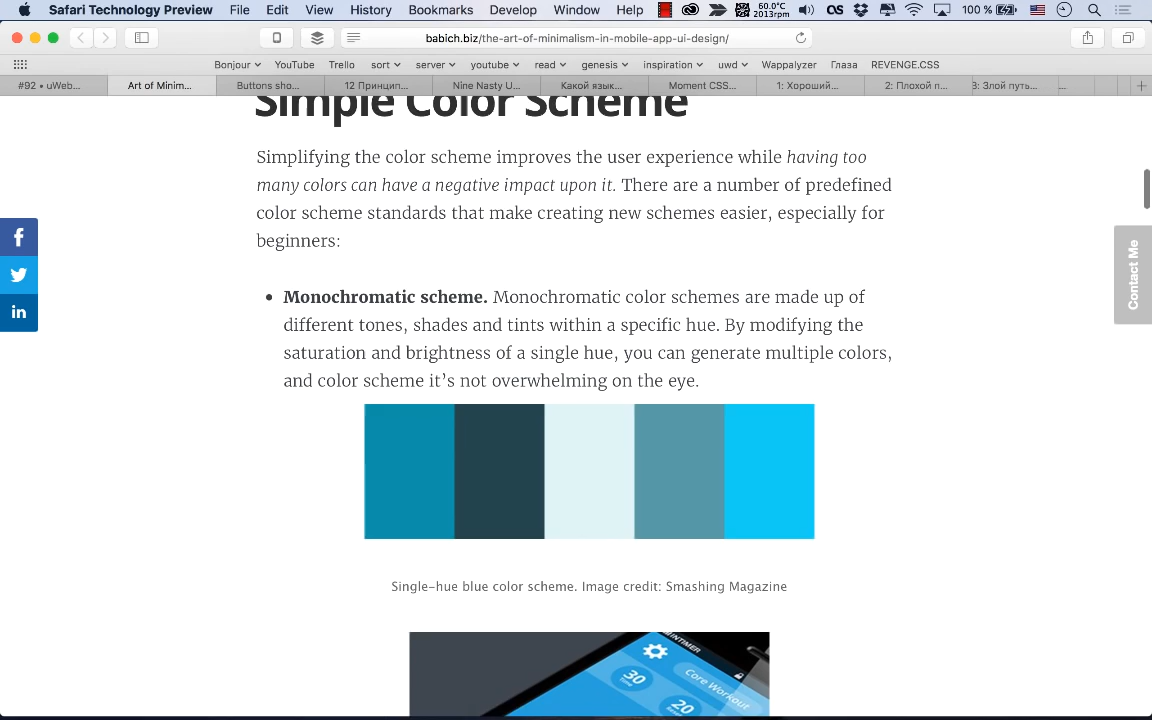 Safari Technology Preview File Edit View History Bookmarks Develop Window Help 60.0°C 2013rpm 100 %
babich.biz/the-art-of-minimalism-in-mobile-app-ui-design/
Bonjour YouTube Trello sort server youtube read genesis inspiration uwd Wappalyzer Глаза REVENGE.CSS
#92 • uWeb... Art of Minim... Buttons sho... 12 Принцип... Nine Nasty U... Какой язык... Moment CSS... 1: Хороший... 2: Плохой п... 3: Злой путь... ...
Simple Color Scheme
Simplifying the color scheme improves the user experience while having too
many colors can have a negative impact upon it. There are a number of predefined
color scheme standards that make creating new schemes easier, especially for
beginners:
• Monochromatic scheme. Monochromatic color schemes are made up of
different tones, shades and tints within a specific hue. By modifying the
saturation and brightness of a single hue, you can generate multiple colors,
and color scheme it’s not overwhelming on the eye.
Single-hue blue color scheme. Image credit: Smashing Magazine
Core Workout
30
20
f
in
Contact Me